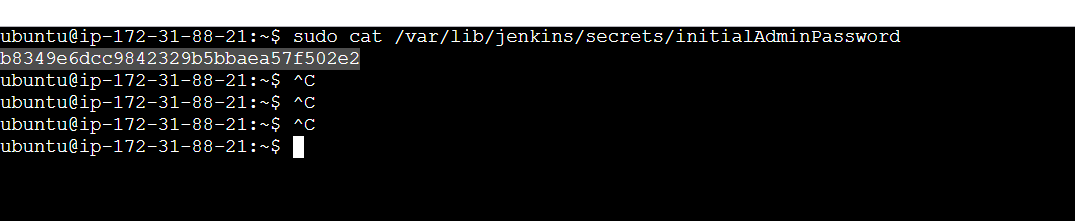 ubuntu@ip-172-31-88-21:~$ sudo cat /var/lib/jenkins/secrets/initialAdminPassword
b8349e6dcc9842329b5bbaea57f502e2
ubuntu@ip-172-31-88-21:~$ ^C
ubuntu@ip-172-31-88-21:~$ ^C
ubuntu@ip-172-31-88-21:~$ ^C
ubuntu@ip-172-31-88-21:~$